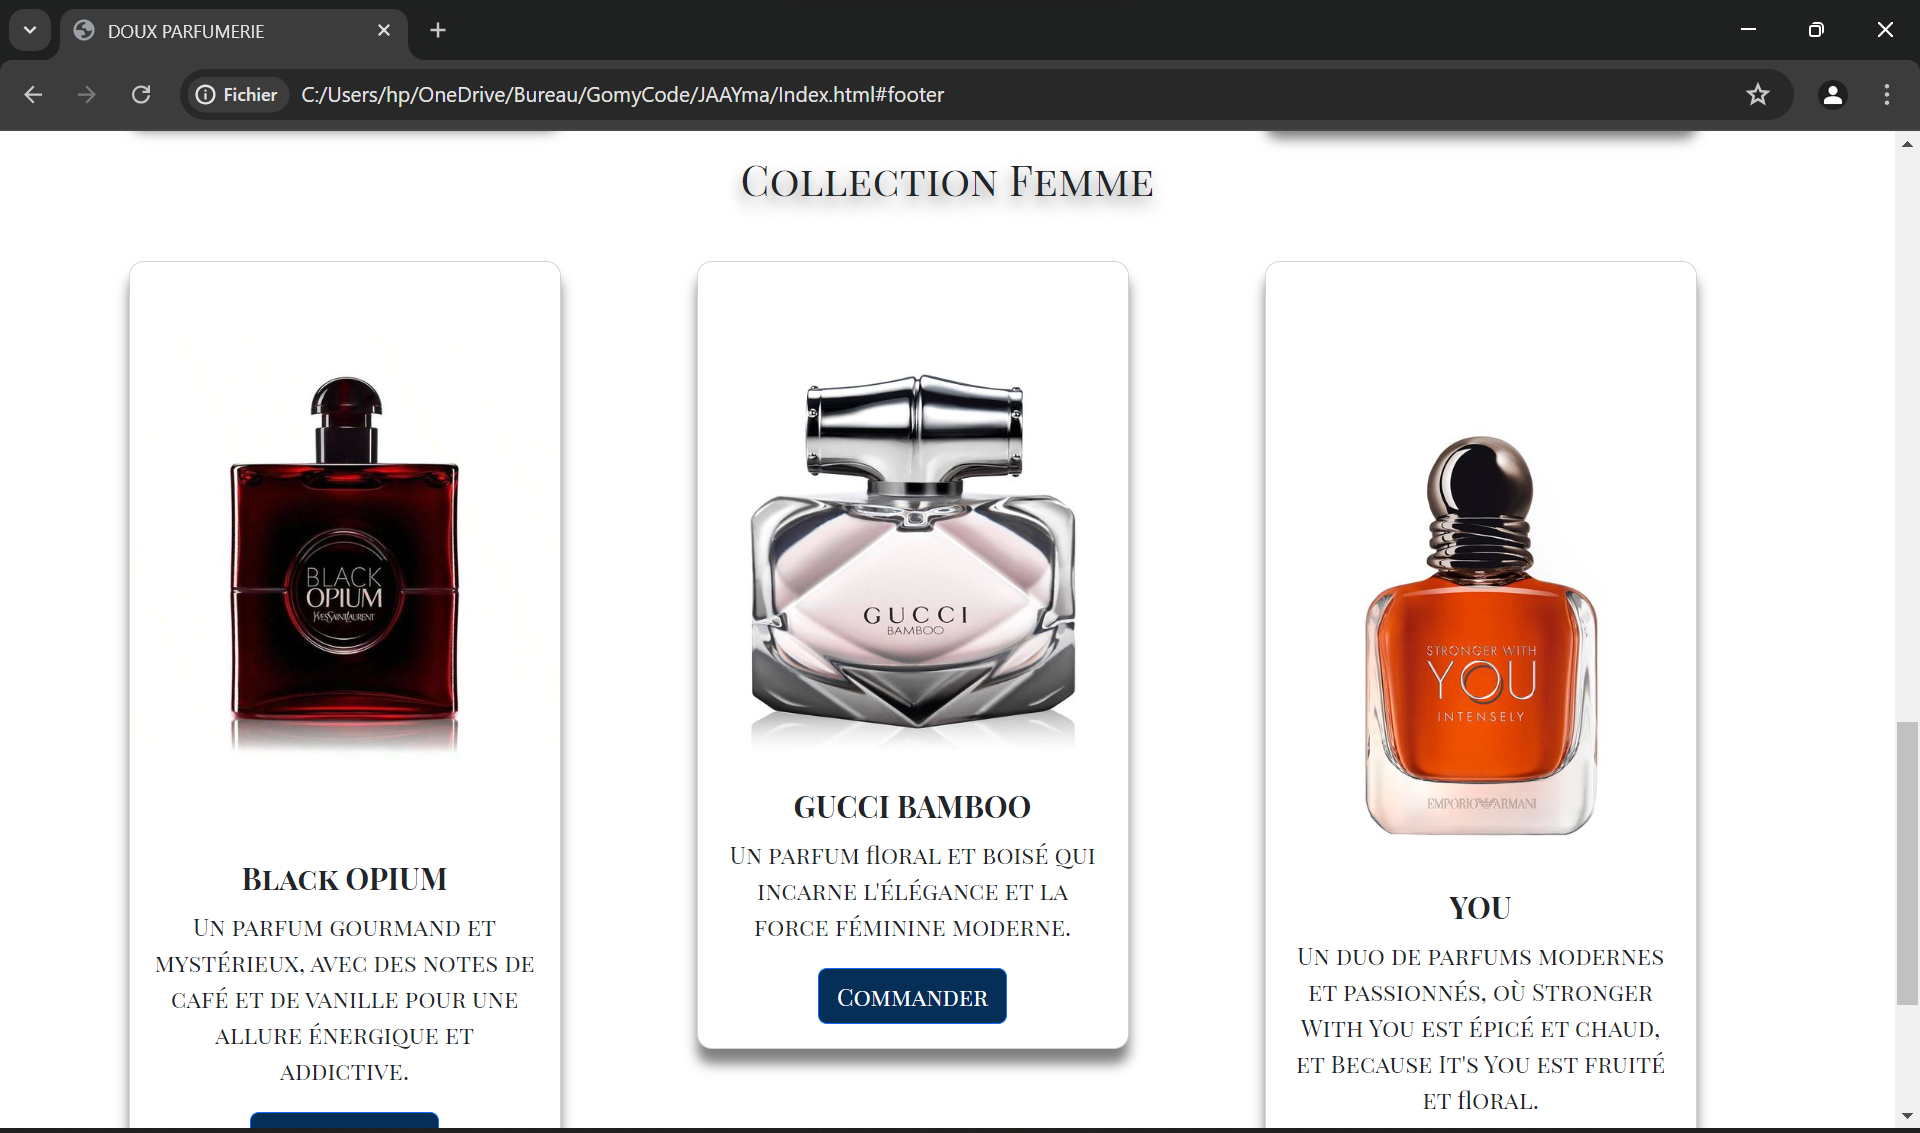 DOUX PARFUMERIE
Fichier C:/Users/hp/OneDrive/Bureau/GomyCode/JAAYma/Index.html#footer
Collection Femme
BLACK
OPIUM
YVESSAINTLAURENT
Black OPIUM
Un parfum gourmand et
mystérieux, avec des notes de
café et de vanille pour une
allure énergique et
addictive.
GUCCI
BAMBOO
GUCCI BAMBOO
Un parfum floral et boisé qui
incarne l'élégance et la
force féminine moderne.
Commander
STRONGER WITH
YOU
INTENSELY
EMPORIO ARMANI
YOU
Un duo de parfums modernes
et passionnés, où Stronger
With You est épicé et chaud,
et Because It's You est fruité
et floral.